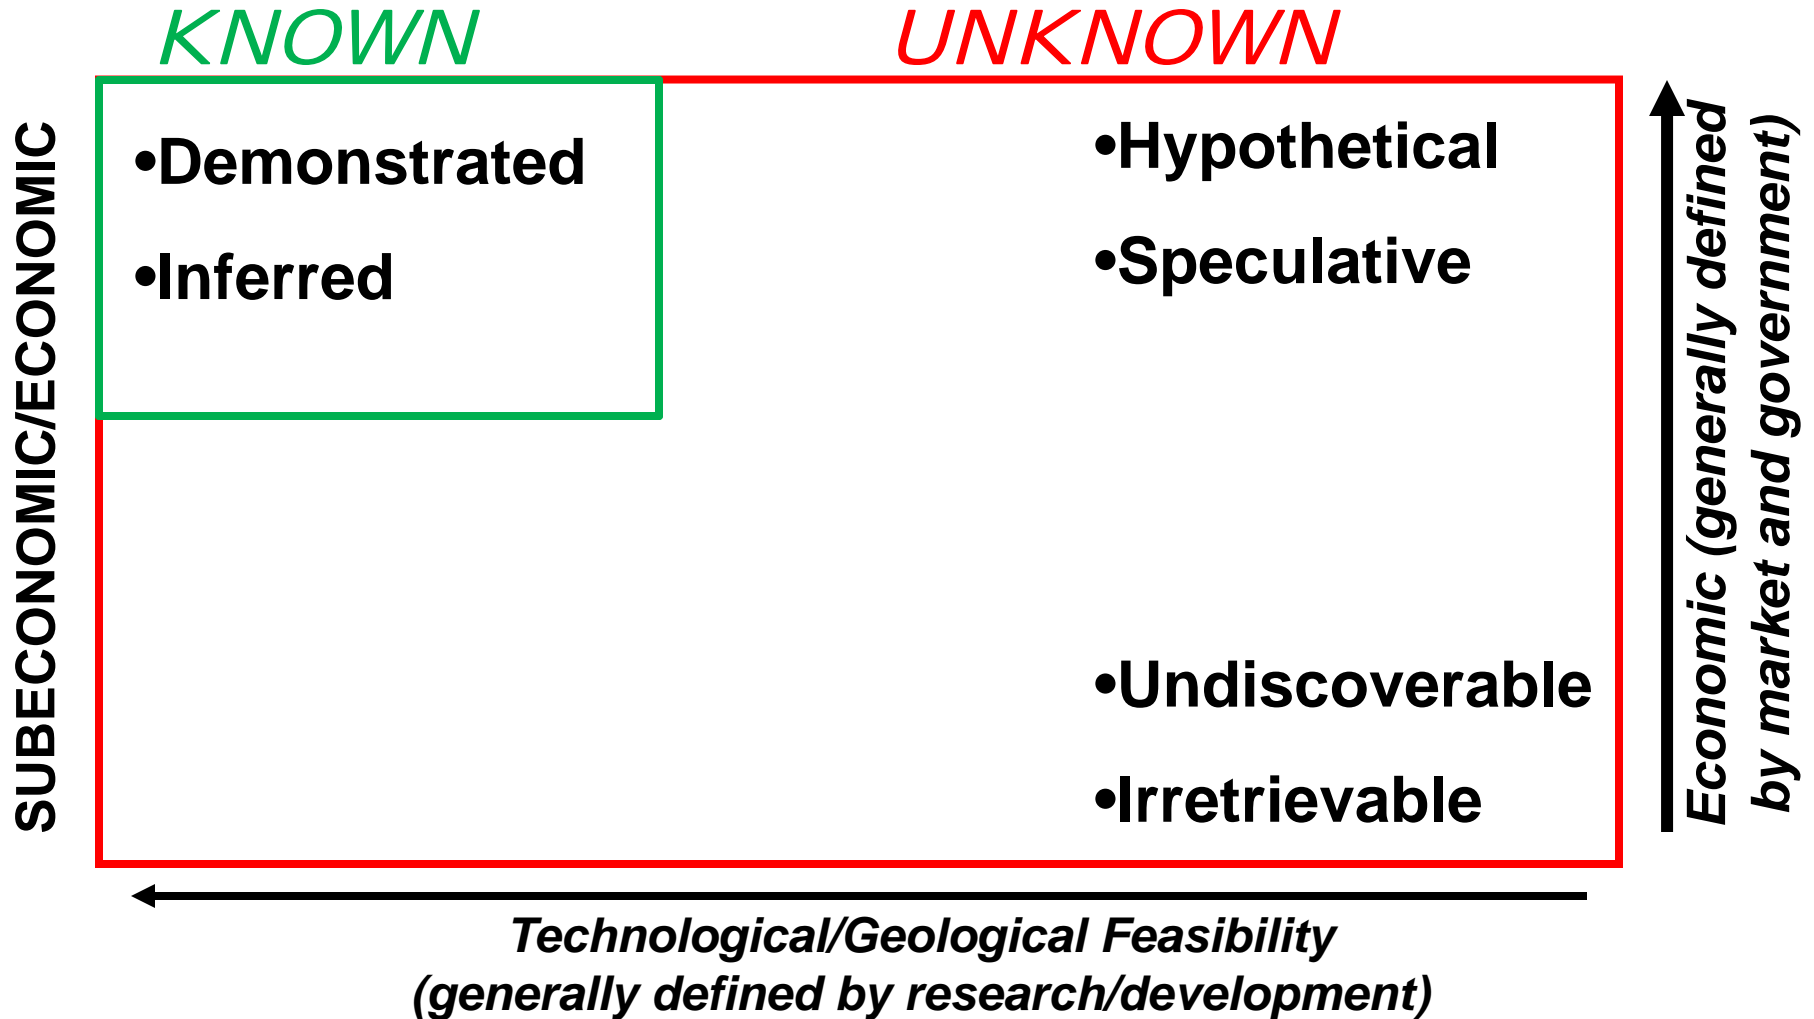 KNOWN
UNKNOWN
SUBECONOMIC/ECONOMIC
•Demonstrated
•Inferred
•Hypothetical
•Speculative
•Undiscoverable
•Irretrievable
Economic (generally defined
by market and government)
Technological/Geological Feasibility
(generally defined by research/development)